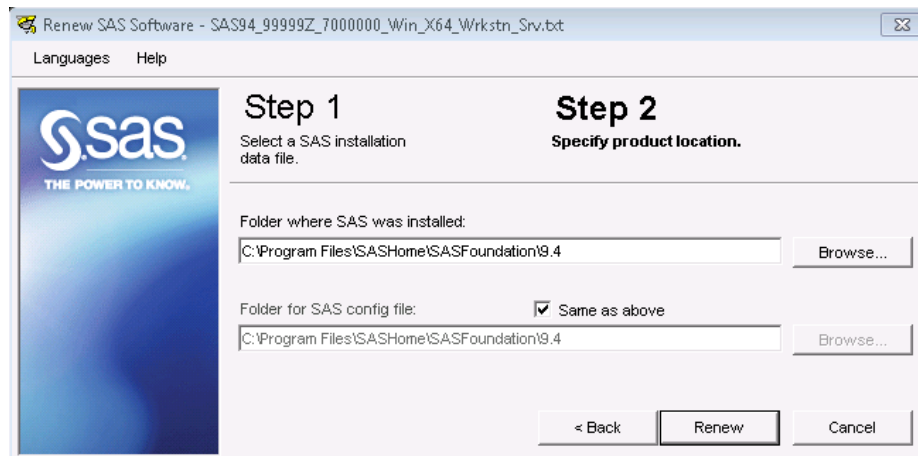 Renew SAS Software - SAS94_99999Z_7000000_Win_X64_Wrkstn_Srv.txt
Languages Help
sas
THE POWER TO KNOW.
Step 1
Select a SAS installation
data file.
Step 2
Specify product location.
Folder where SAS was installed:
C:\Program Files\SASHome\SASFoundation\9.4
Browse...
Folder for SAS config file:
Same as above
C:\Program Files\SASHome\SASFoundation\9.4
Browse...
< Back
Renew
Cancel